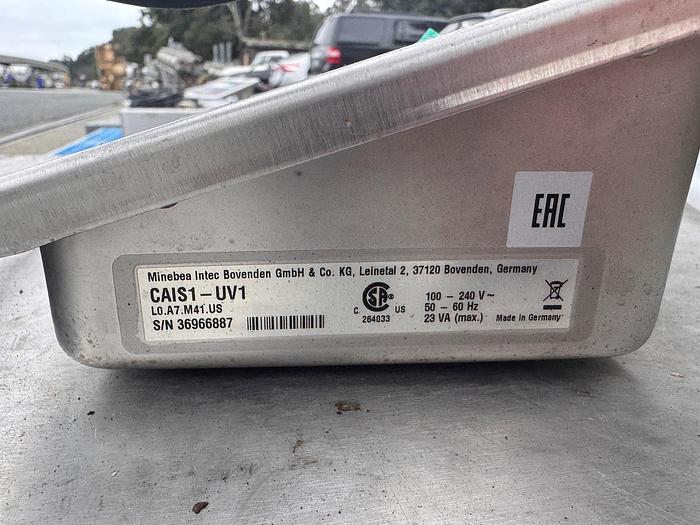 EAC
Minebea Intec Bovenden GmbH & Co. KG, Leinetal 2, 37120 Bovenden, Germany
CAIS1-UV1
L0.A7.M41.US
S/N 36966887
C SA ® US
264033
100 - 240 V ~
50 - 60 Hz
23 VA (max.)
Made in Germany